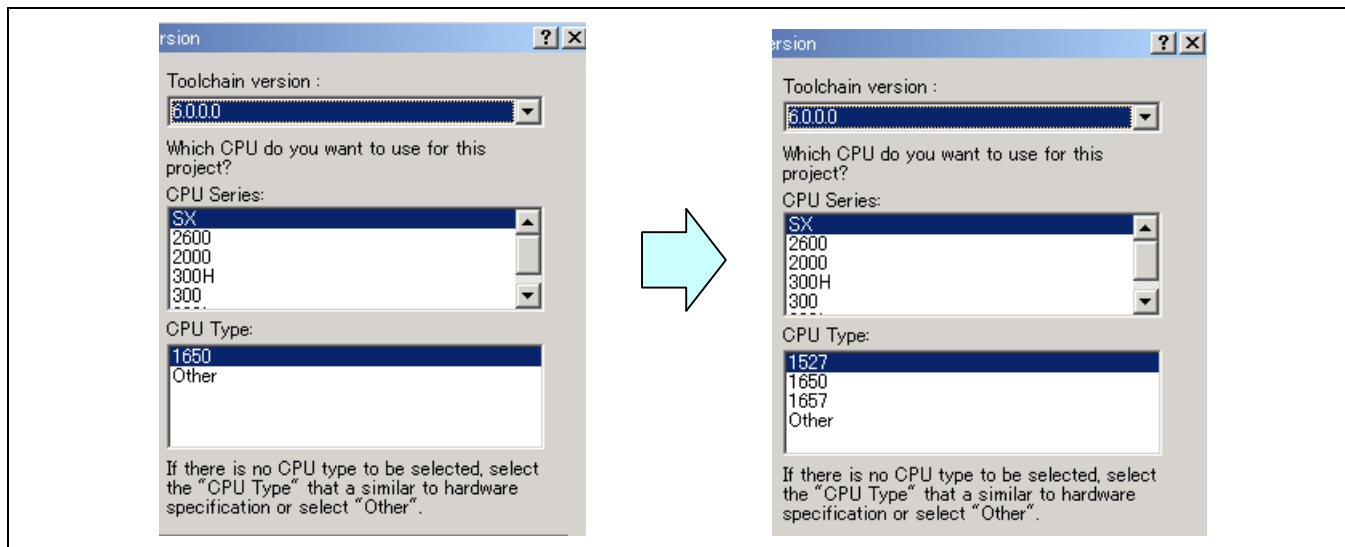 rsion
Toolchain version :
6.0.0.0
Which CPU do you want to use for this
project?
CPU Series:
SX
2600
2000
300H
300
CPU Type:
1650
Other
If there is no CPU type to be selected, select
the "CPU Type" that a similar to hardware
specification or select "Other".
ersion
Toolchain version :
6.0.0.0
Which CPU do you want to use for this
project?
CPU Series:
SX
2600
2000
300H
300
CPU Type:
1527
1650
1657
Other
If there is no CPU type to be selected, select
the "CPU Type" that a similar to hardware
specification or select "Other".